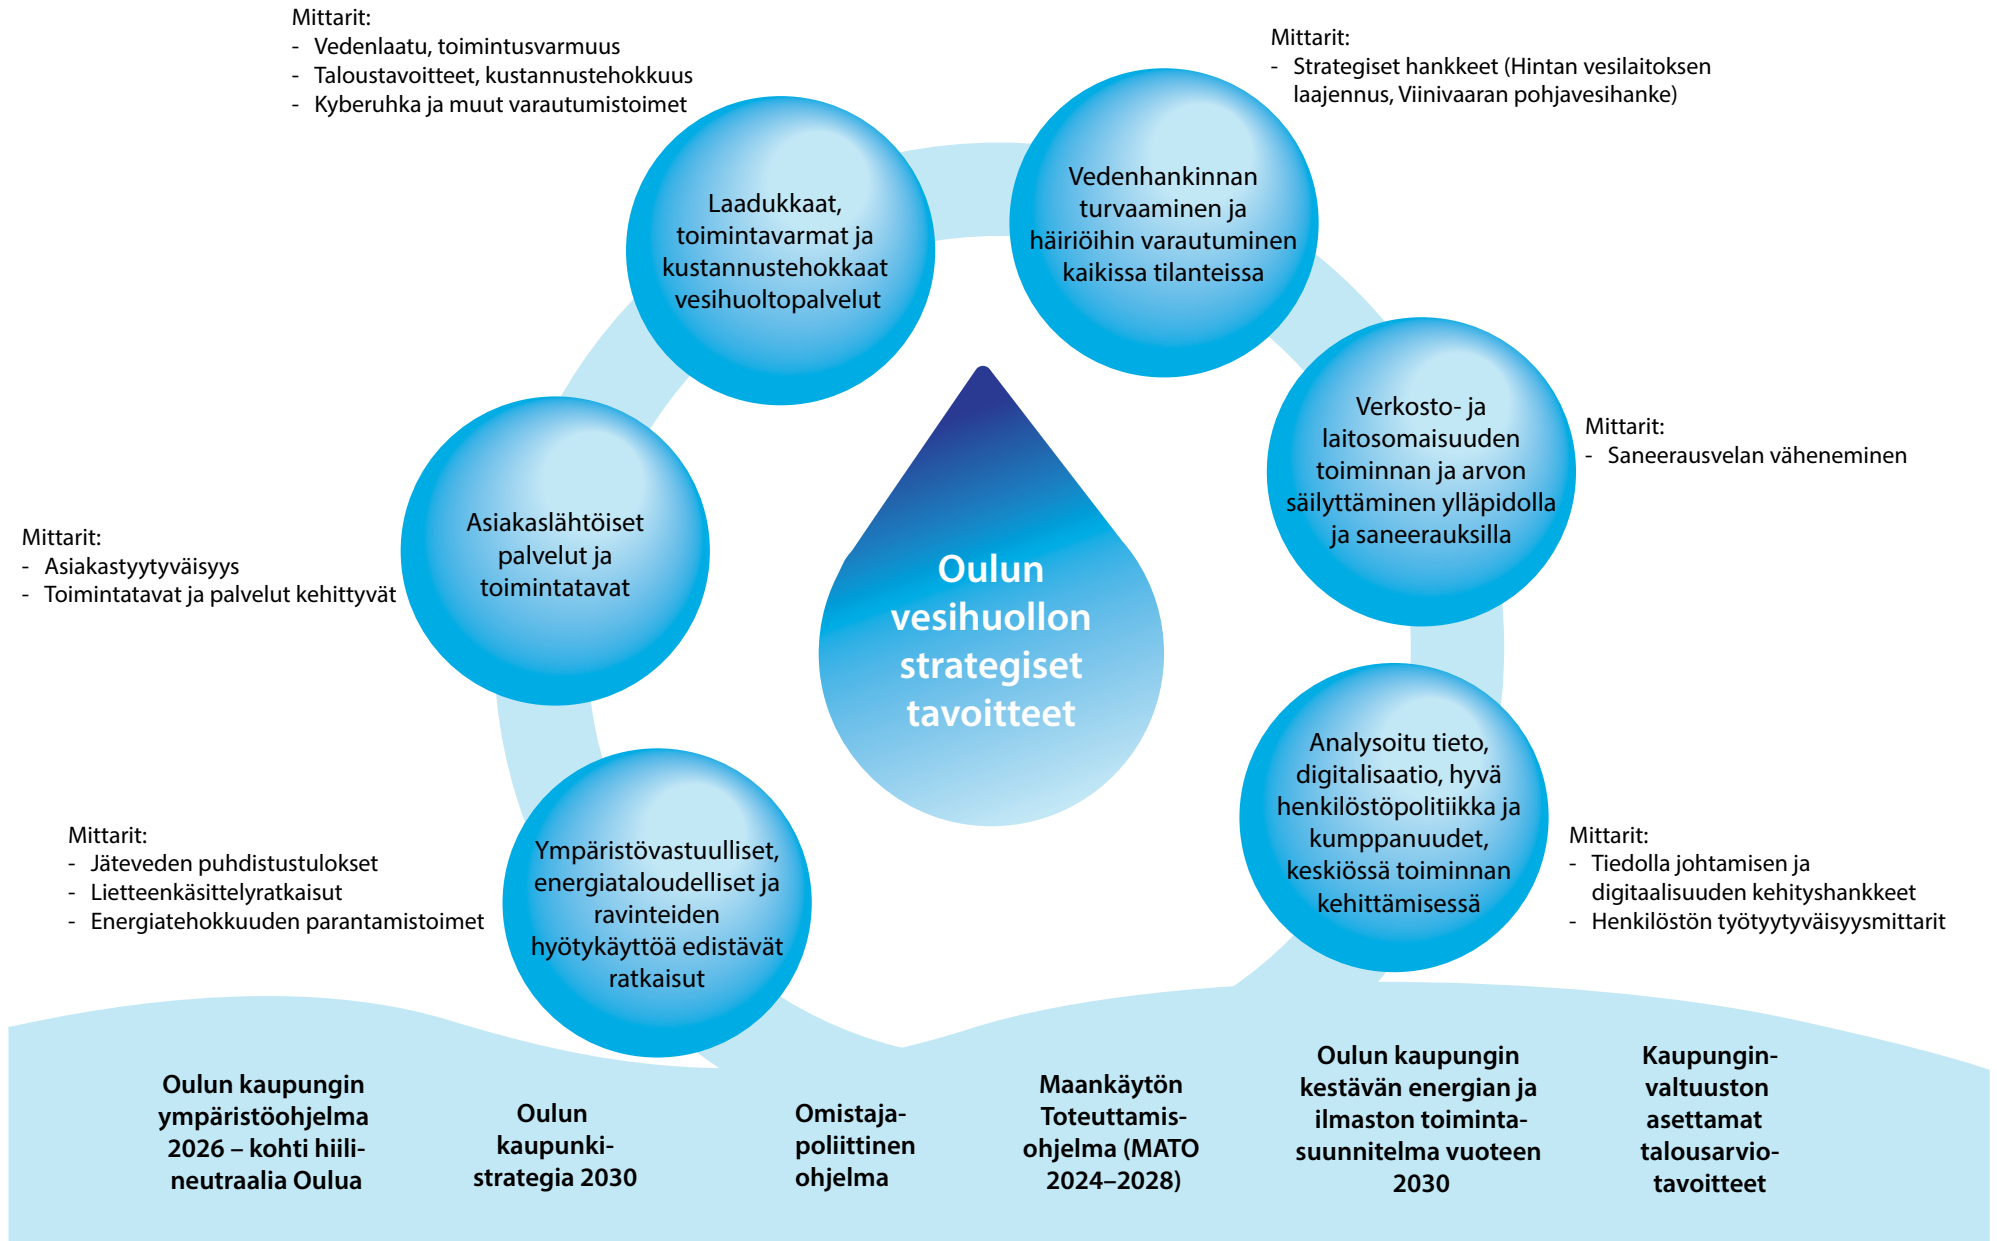 Mittarit:
- Vedenlaatu, toimintusvarmuus
- Taloustavoitteet, kustannustehokkuus
- Kyberuhka ja muut varautumistoimet
Mittarit:
- Strategiset hankkeet (Hintan vesilaitoksen
laajennus, Viinivaaran pohjavesihanke)
Laadukkaat,
toimintavarmat ja
kustannustehokkaat
vesihuoltopalvelut
Vedenhankinnan
turvaaminen ja
häiriöihin varautuminen
kaikissa tilanteissa
Verkosto- ja
laitosomaisuuden
toiminnan ja arvon
säilyttäminen ylläpidolla
ja saneerauksilla
Mittarit:
- Saneerausvelan väheneminen
Mittarit:
- Asiakastyytyväisyys
- Toimintatavat ja palvelut kehittyvät
Asiakaslähtöiset
palvelut ja
toimintatavat
Oulun
vesihuollon
strategiset
tavoitteet
Analysoitu tieto,
digitalisaatio, hyvä
henkilöstöpolitiikka ja
kumppanuudet,
keskiössä toiminnan
kehittämisessä
Mittarit:
- Tiedolla johtamisen ja
digitaalisuuden kehityshankkeet
- Henkilöstön työtyytyväisyysmittarit
Mittarit:
- Jäteveden puhdistustulokset
- Lietteenkäsittelyratkaisut
- Energiatehokkuuden parantamistoimet
Ympäristövastuulliset,
energiataloudelliset ja
ravinteiden
hyötykäyttöä edistävät
ratkaisut
Oulun kaupungin
ympäristöohjelma
2026 – kohti hiili-
neutraalia Oulua
Oulun
kaupunki-
strategia 2030
Omistaja-
poliittinen
ohjelma
Maankäytön
Toteuttamis-
ohjelma (MATO
2024–2028)
Oulun kaupungin
kestävän energian ja
ilmaston toiminta-
suunnitelma vuoteen
2030
Kaupungin-
valtuuston
asettamat
talousarvio-
tavoitteet